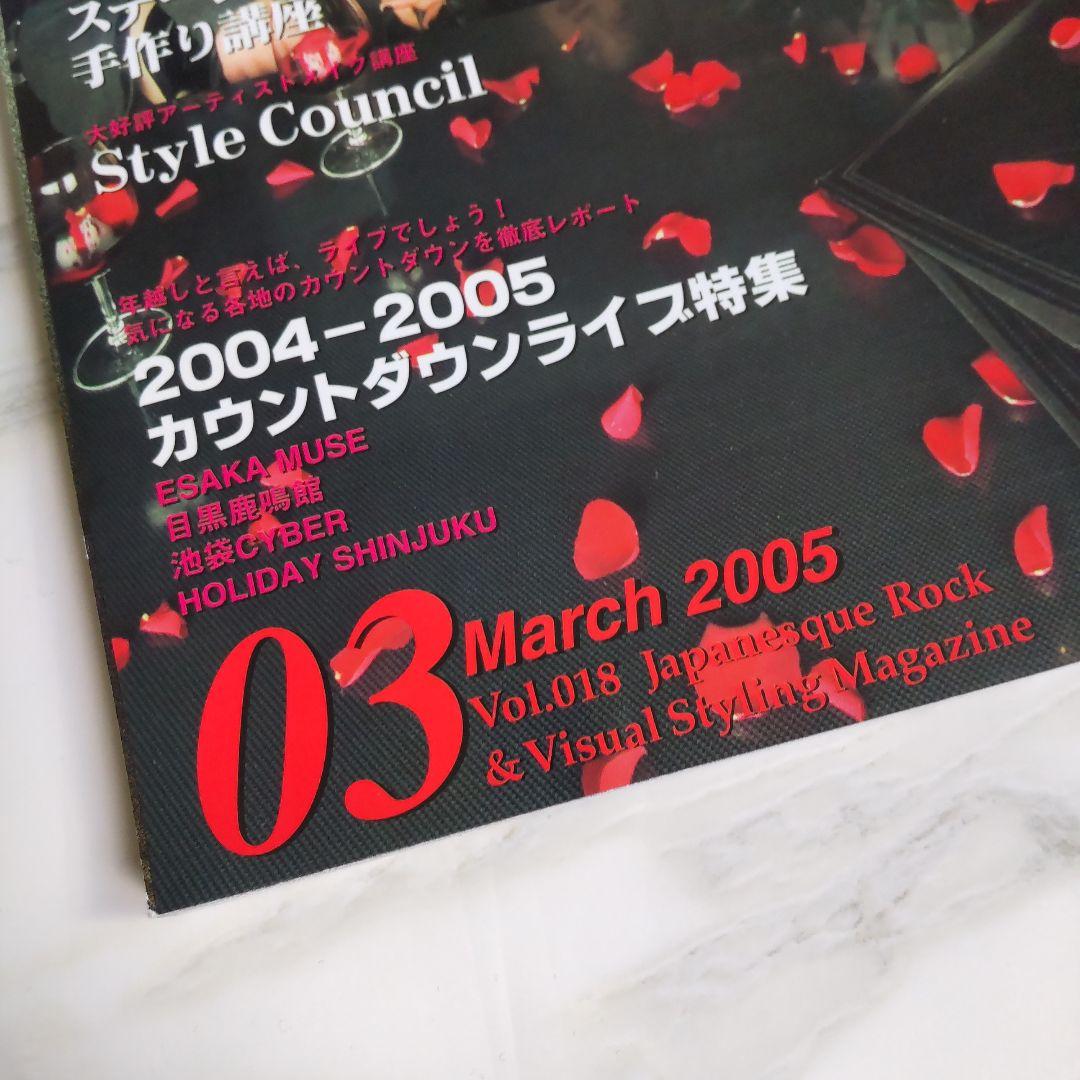 手作り講座
大好評アーティストメイク講座
Style Council
年越しと言えば、ライブでしょう！
気になる各地のカウントダウンを徹底レポート
2004－2005
カウントダウンライブ特集
ESAKA MUSE
目黒鹿鳴館
池袋CYBER
HOLIDAY SHINJUKU
03
March 2005
Vol.018 Japanesque Rock
& Visual Styling Magazine